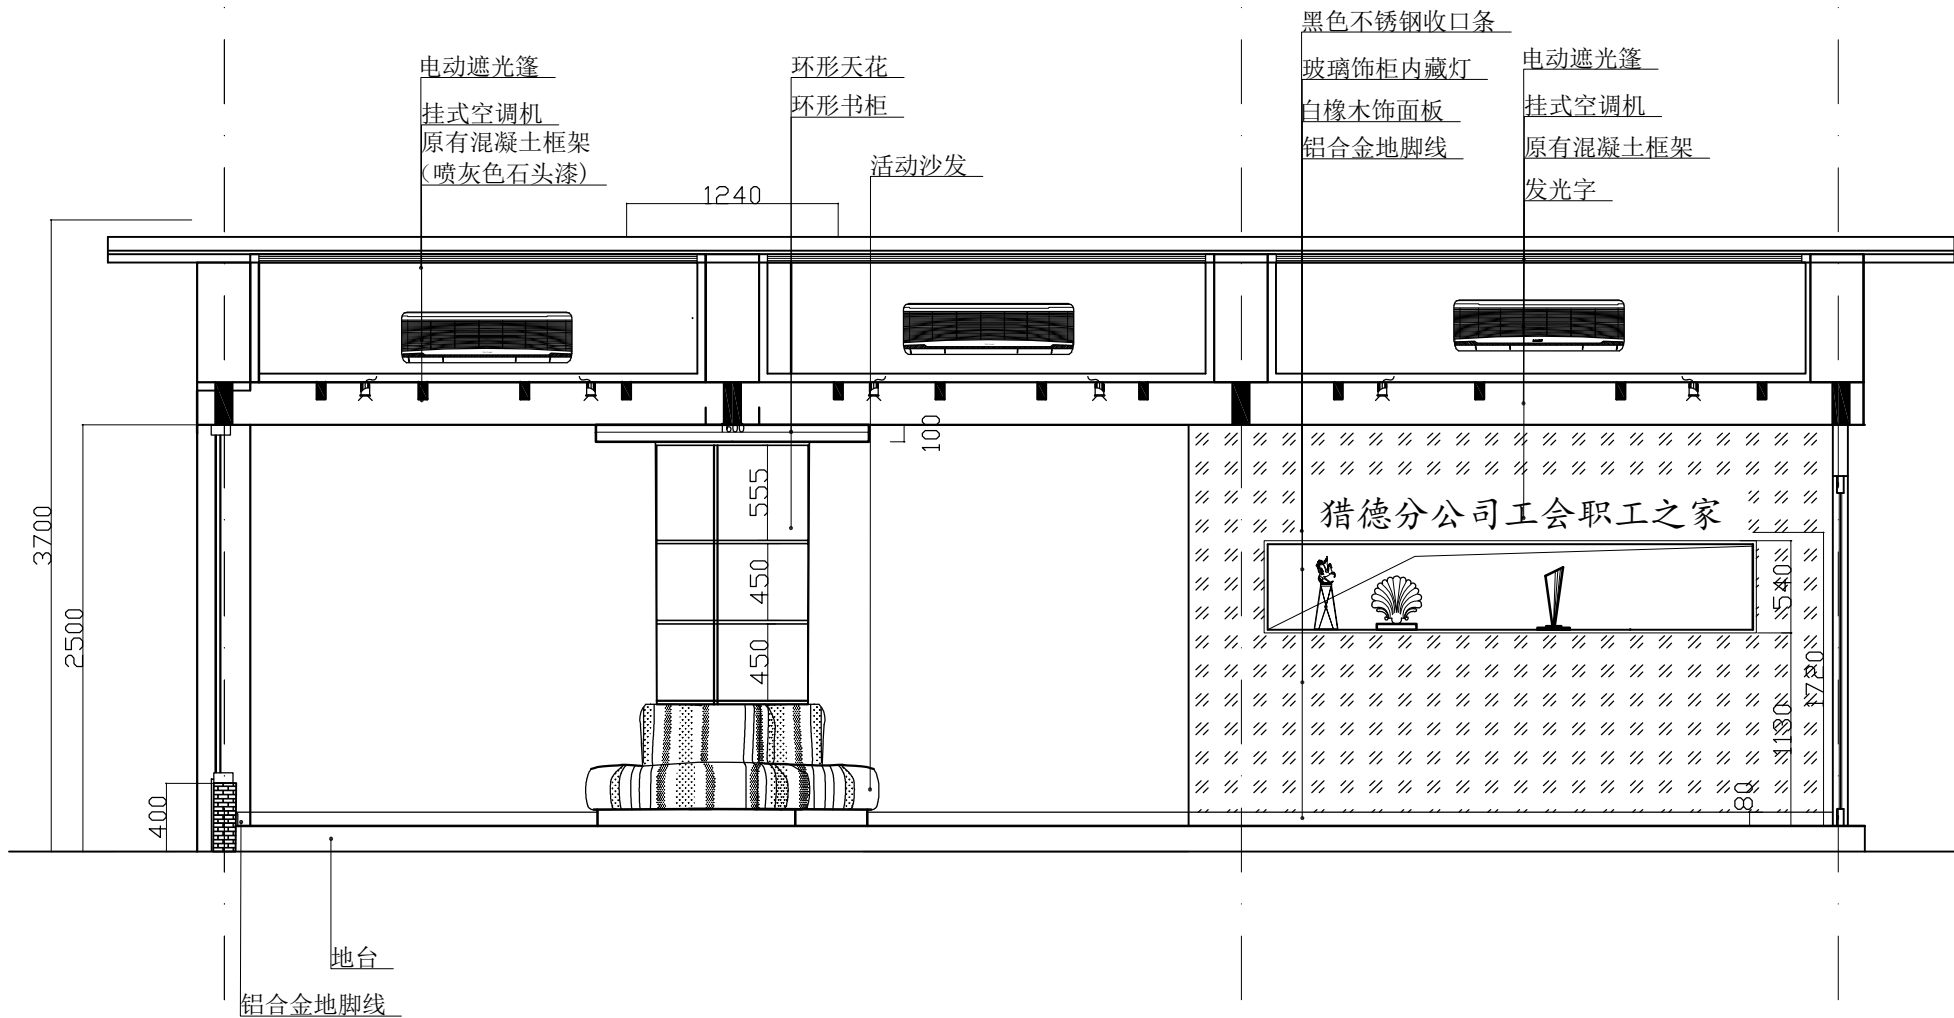 黑色不锈钢收口条
电动遮光篷
环形天花
玻璃饰柜内藏灯
电动遮光篷
挂式空调机
环形书柜
白橡木饰面板
挂式空调机
原有混凝土框架
铝合金地脚线
原有混凝土框架
(喷灰色石头漆)
活动沙发
发光字
1240
1600
100
555
450
450
3700
2500
400
猎德分公司工会职工之家
540
1720
1130
80
地台
铝合金地脚线